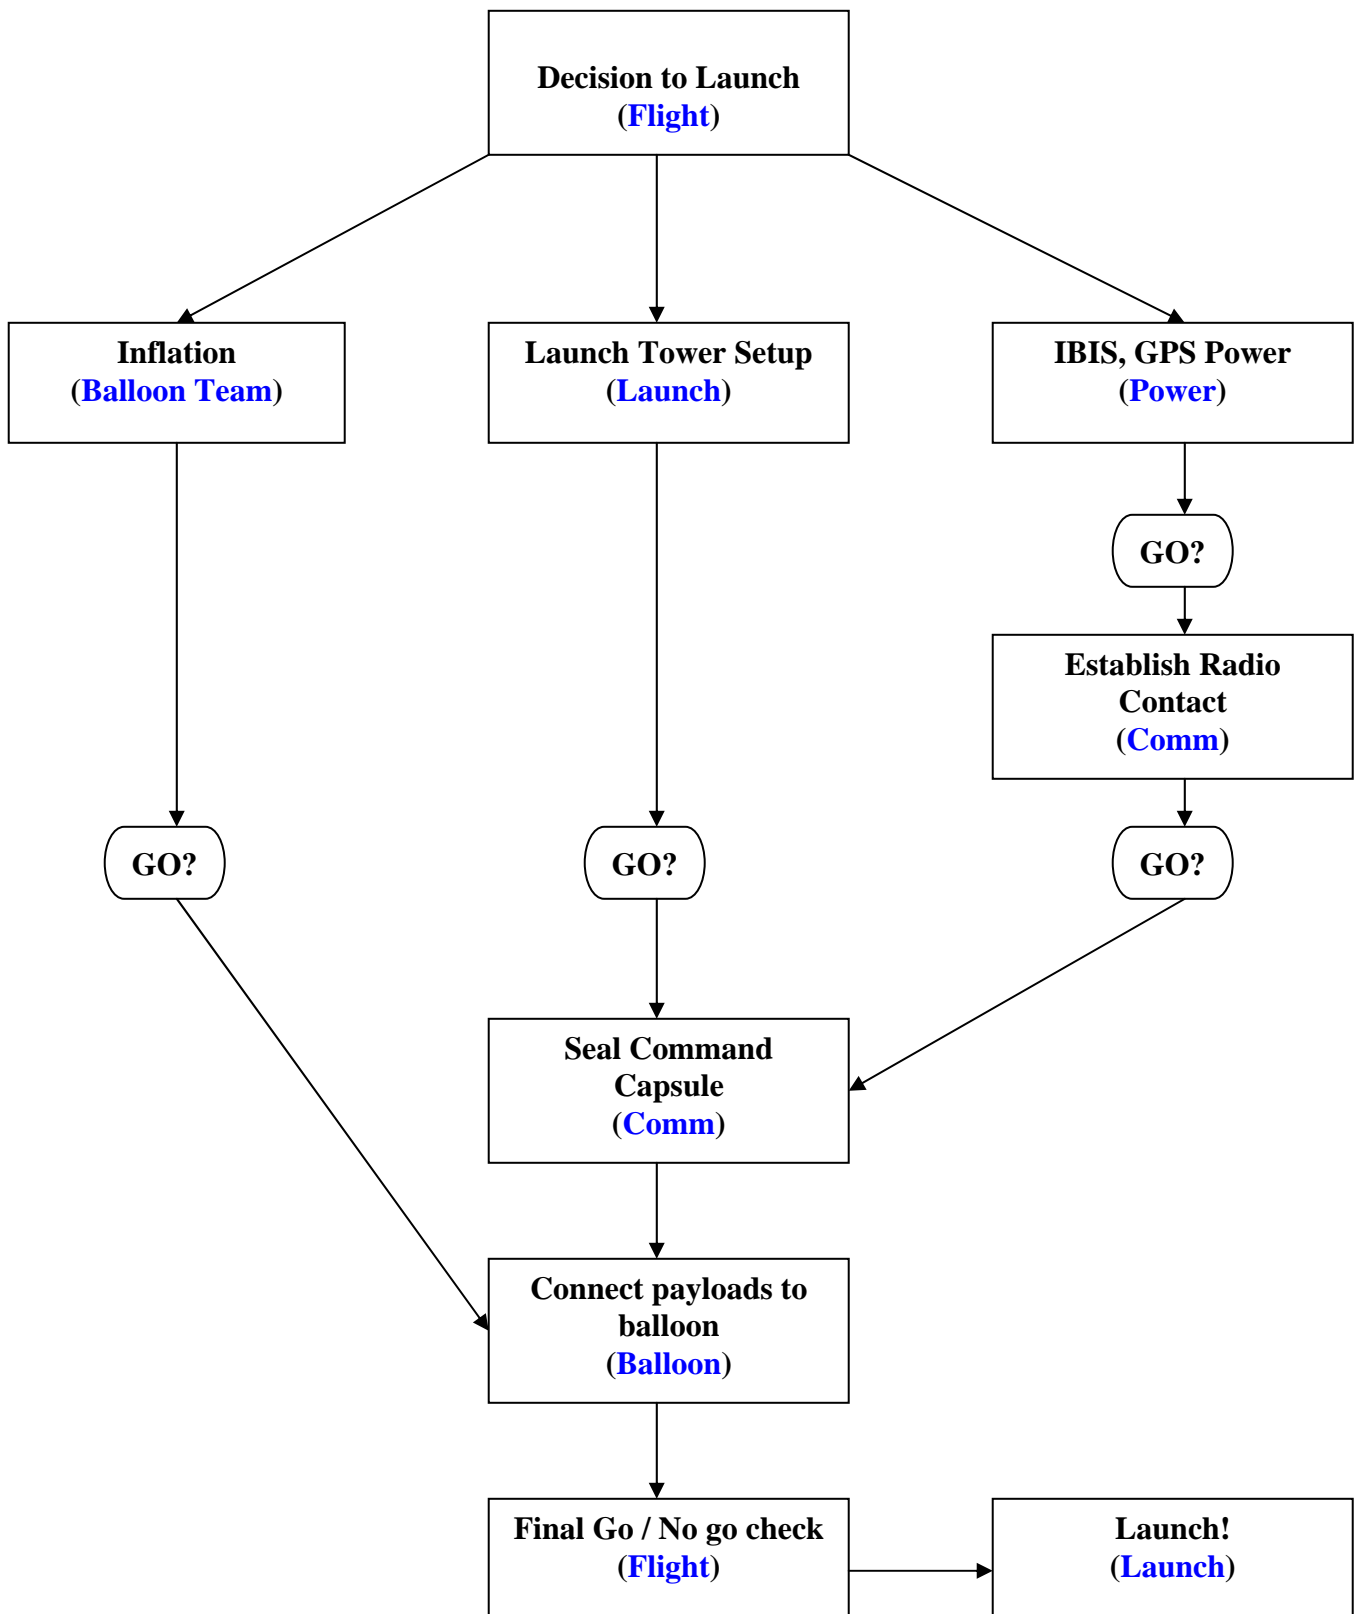 Decision to Launch
(Flight)
Inflation
(Balloon Team)
Launch Tower Setup
(Launch)
IBIS, GPS Power
(Power)
GO?
Establish Radio
Contact
(Comm)
GO?
GO?
GO?
Seal Command
Capsule
(Comm)
Connect payloads to
balloon
(Balloon)
Final Go / No go check
(Flight)
Launch!
(Launch)